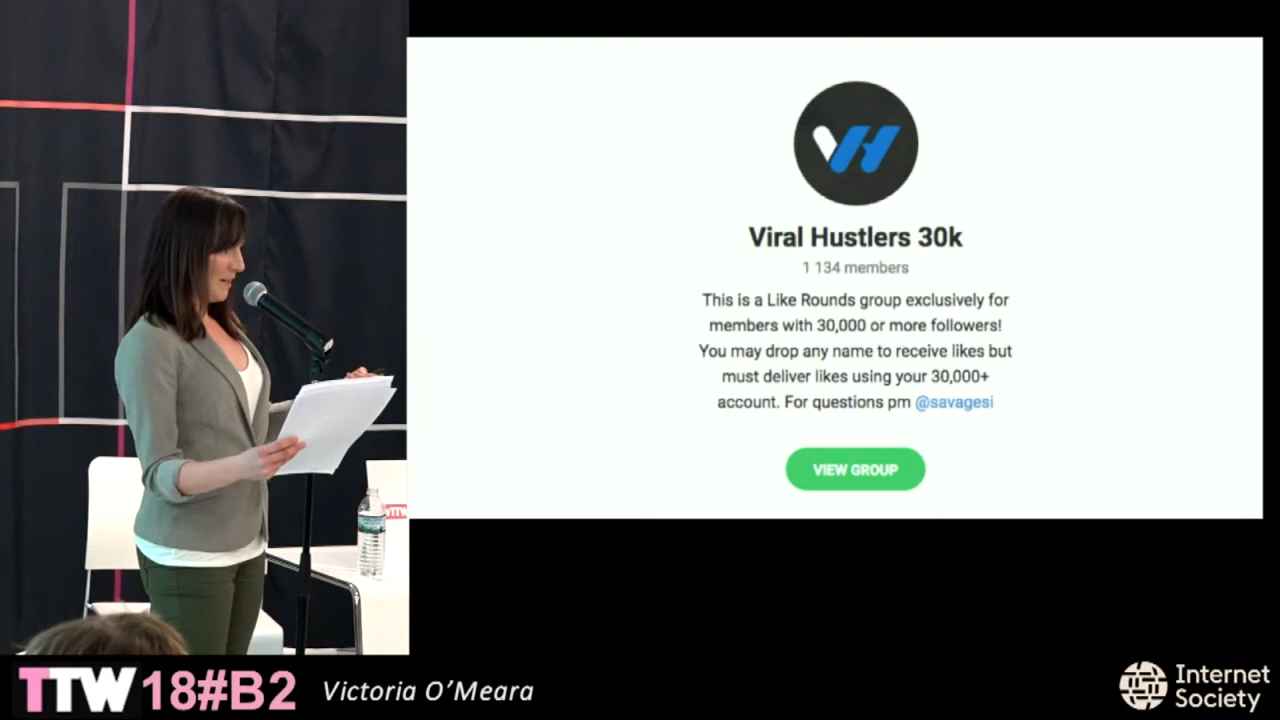 VH
Viral Hustlers 30k
1 134 members
This is a Like Rounds group exclusively for
members with 30,000 or more followers!
You may drop any name to receive likes but
must deliver likes using your 30,000+
account. For questions pm @savagesi
VIEW GROUP
TTW
TTW18#B2
Victoria O’Meara
Internet
Society